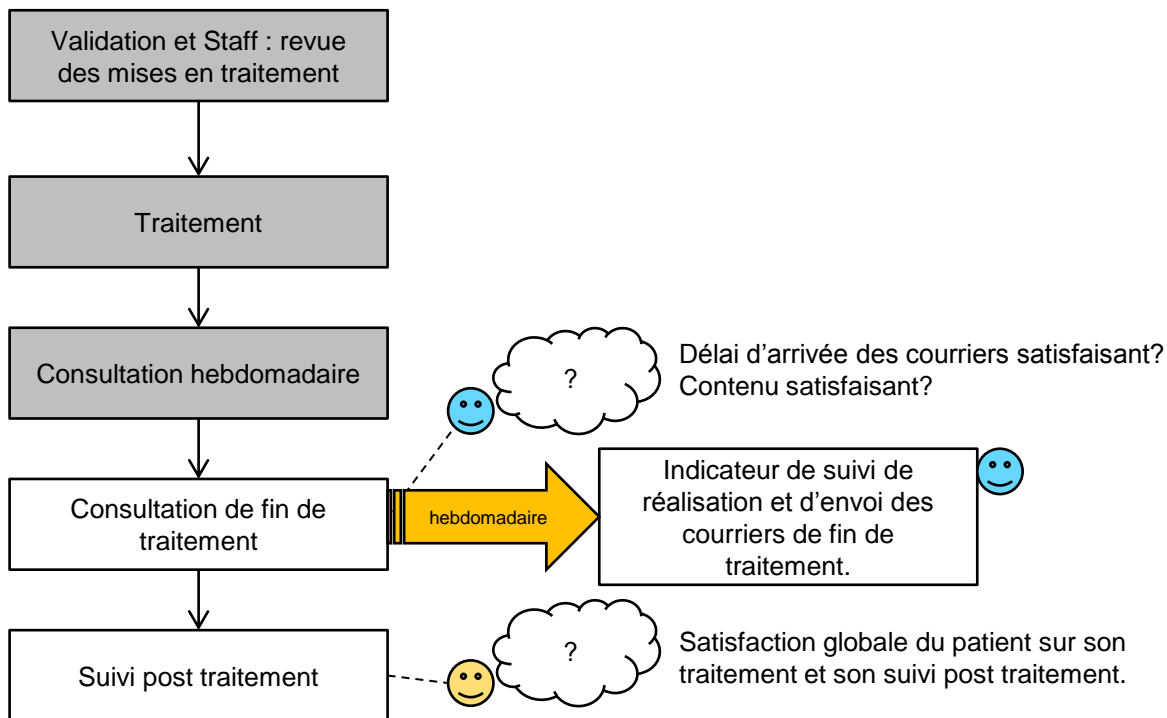 Validation et Staff : revue
des mises en traitement
Traitement
Consultation hebdomadaire
?
Délai d'arrivée des courriers satisfaisant?
Contenu satisfaisant?
Consultation de fin de
traitement
hebdomadaire
Indicateur de suivi de
réalisation et d'envoi des
courriers de fin de
traitement.
Suivi post traitement
?
Satisfaction globale du patient sur son
traitement et son suivi post traitement.